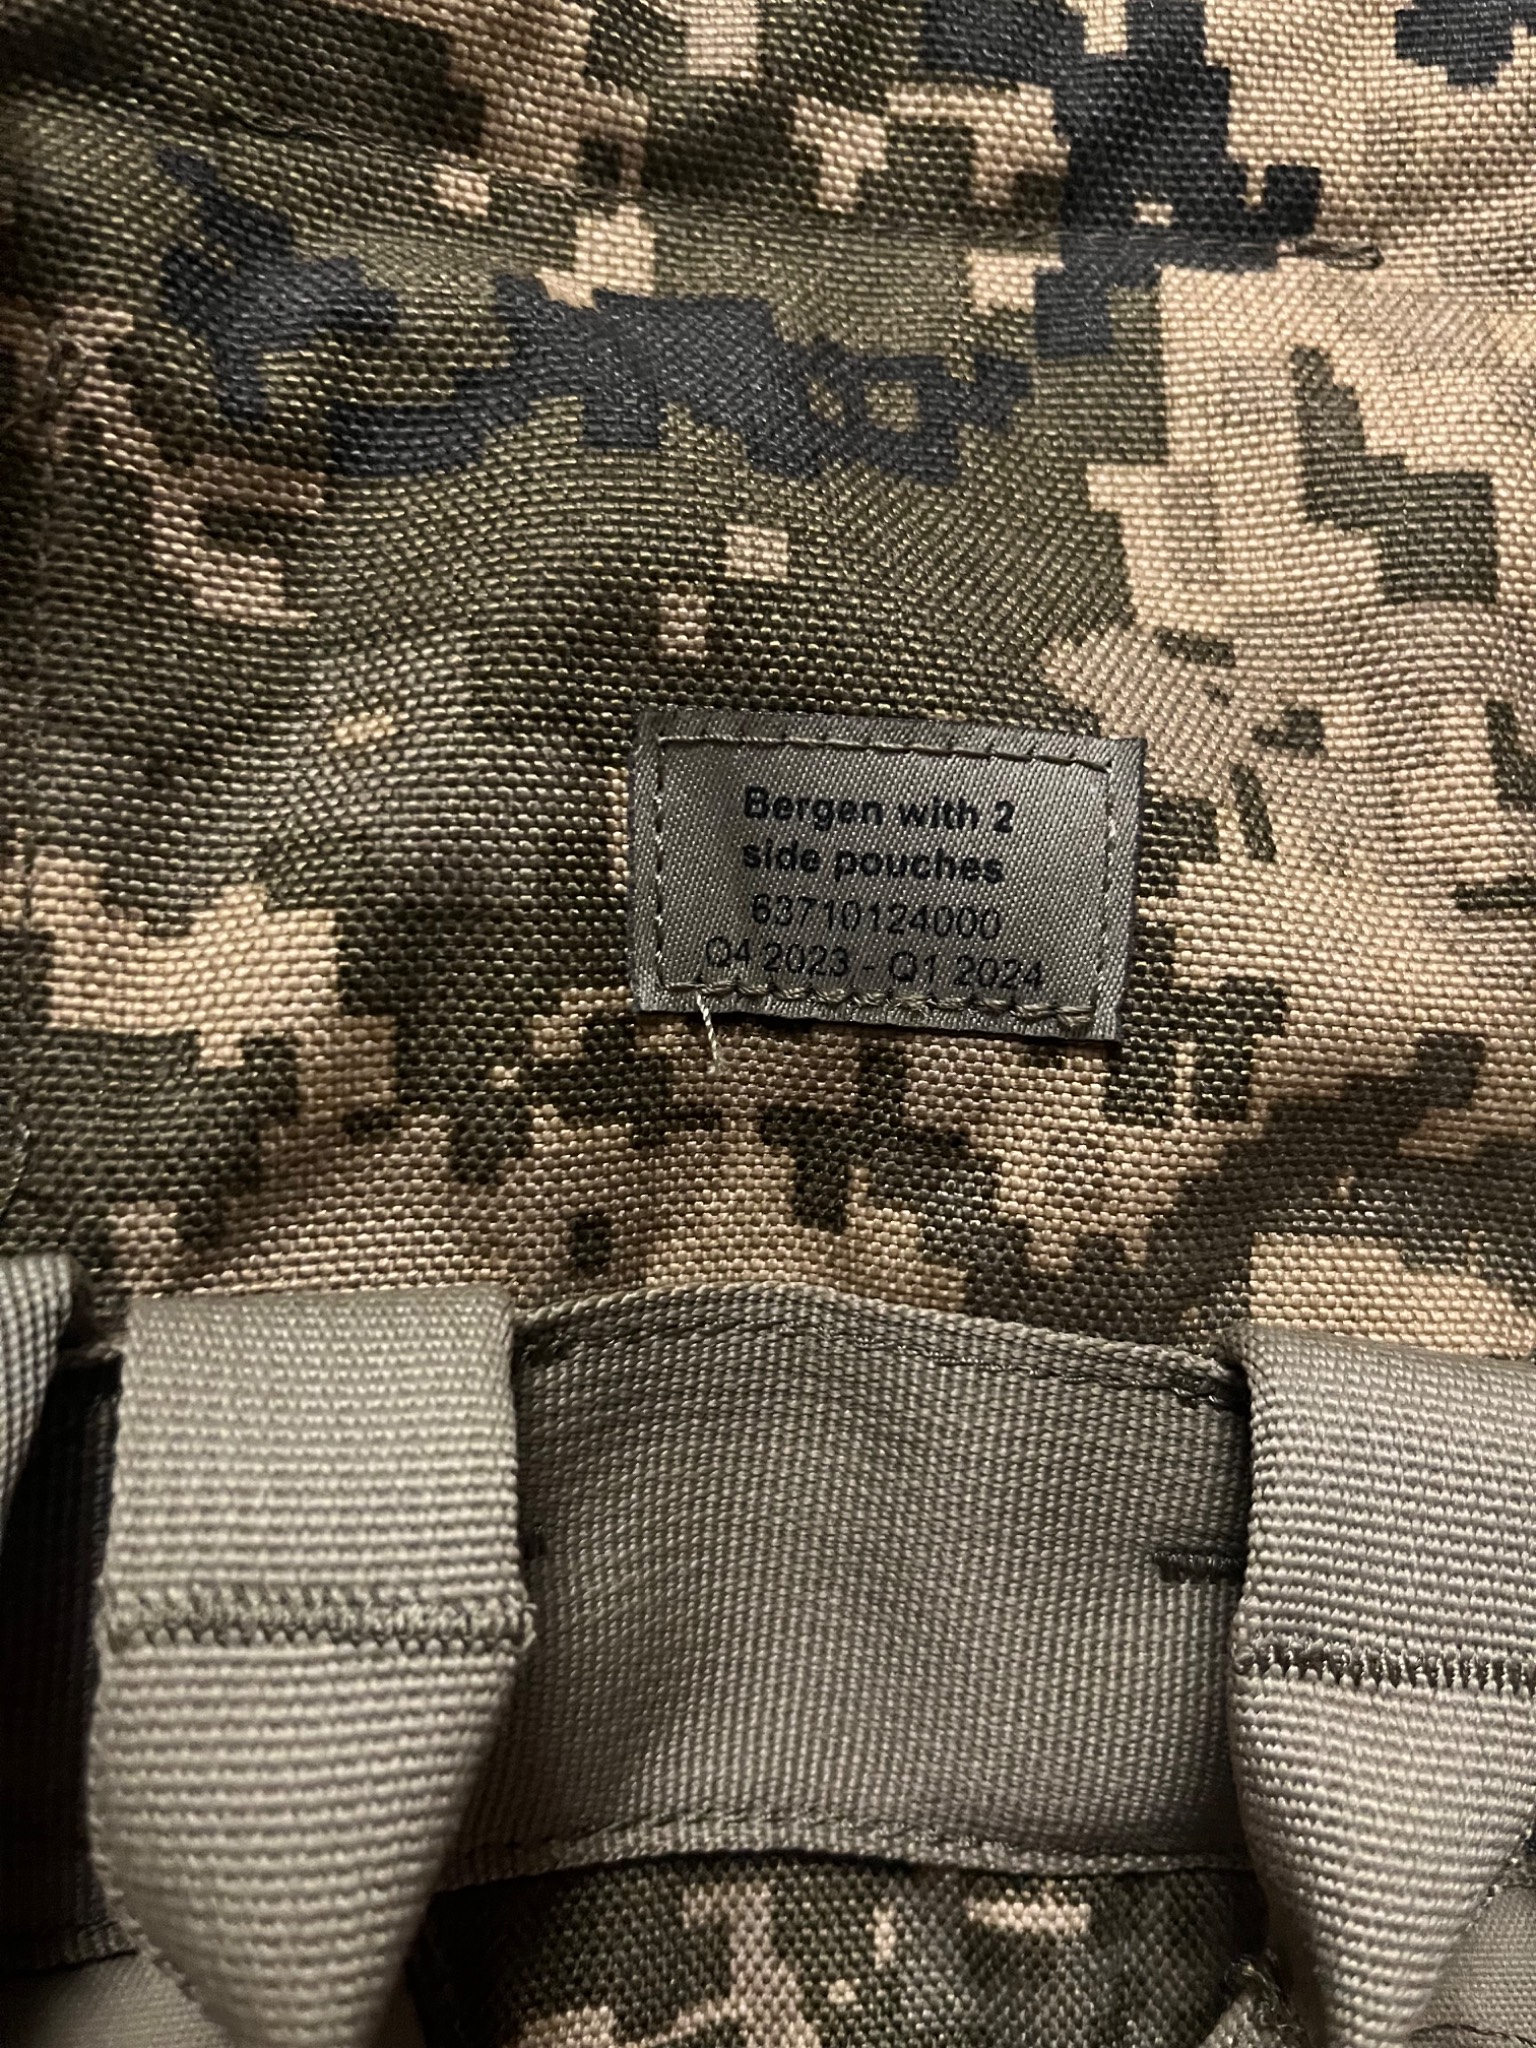 Bergen with 2
side pouches
63710124000
Q4 2023 - Q1 2024